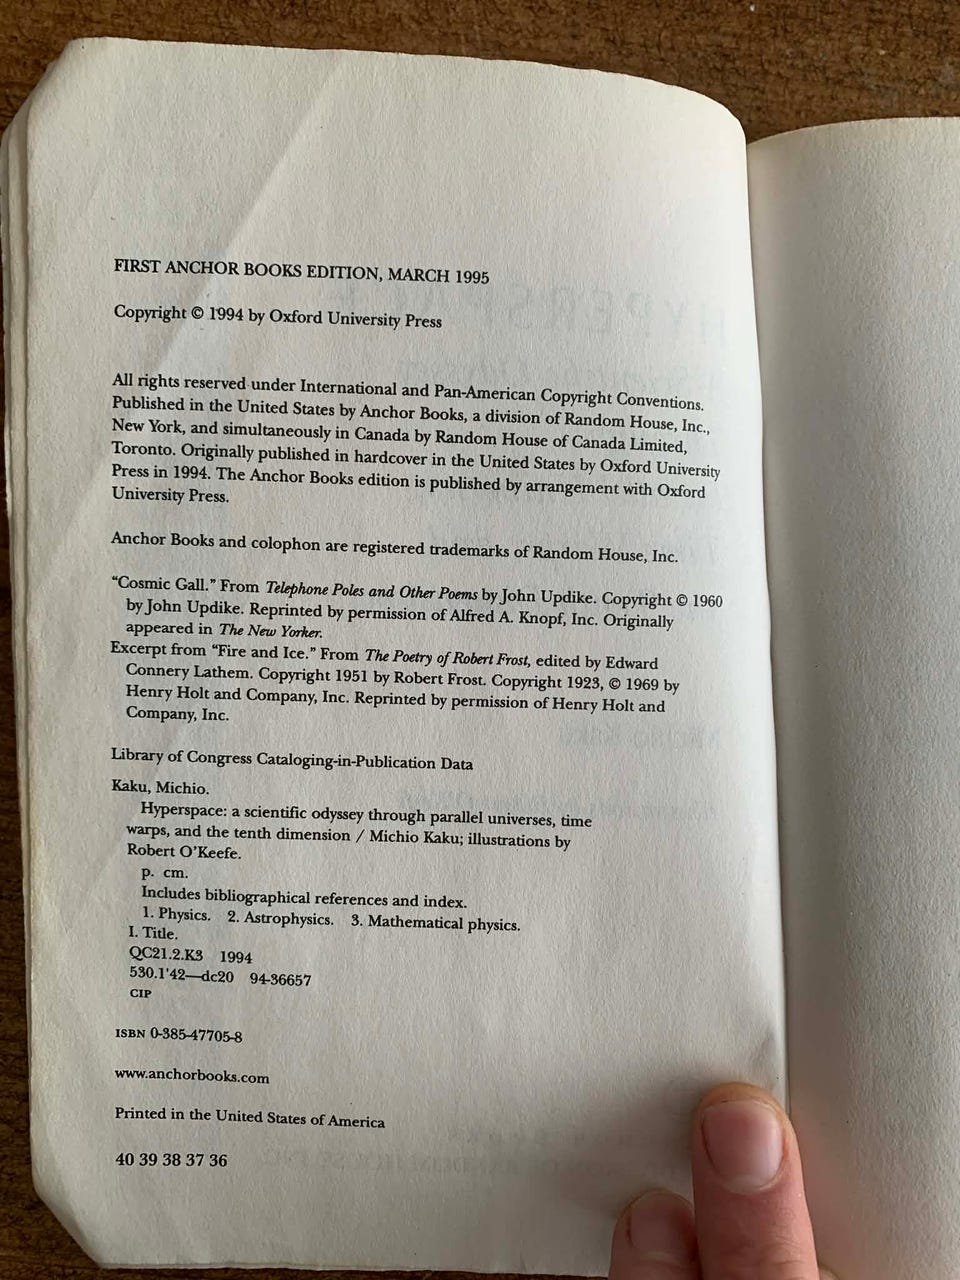 FIRST ANCHOR BOOKS EDITION, MARCH 1995
Copyright © 1994 by Oxford University Press
All rights reserved under International and Pan-American Copyright Conventions.
Published in the United States by Anchor Books, a division of Random House, Inc.,
New York, and simultaneously in Canada by Random House of Canada Limited,
Toronto. Originally published in hardcover in the United States by Oxford University
Press in 1994. The Anchor Books edition is published by arrangement with Oxford
University Press.
Anchor Books and colophon are registered trademarks of Random House, Inc.
“Cosmic Gall.” From Telephone Poles and Other Poems by John Updike. Copyright © 1960
by John Updike. Reprinted by permission of Alfred A. Knopf, Inc. Originally
appeared in The New Yorker.
Excerpt from “Fire and Ice.” From The Poetry of Robert Frost, edited by Edward
Connery Lathem. Copyright 1951 by Robert Frost. Copyright 1923, © 1969 by
Henry Holt and Company, Inc. Reprinted by permission of Henry Holt and
Company, Inc.
Library of Congress Cataloging-in-Publication Data
Kaku, Michio.
Hyperspace: a scientific odyssey through parallel universes, time
warps, and the tenth dimension / Michio Kaku; illustrations by
Robert O’Keefe.
p. cm.
Includes bibliographical references and index.
1. Physics. 2. Astrophysics. 3. Mathematical physics.
I. Title.
QC21.2.K3 1994
530.1'42—dc20 94-36657
CIP
ISBN 0-385-47705-8
www.anchorbooks.com
Printed in the United States of America
40 39 38 37 36